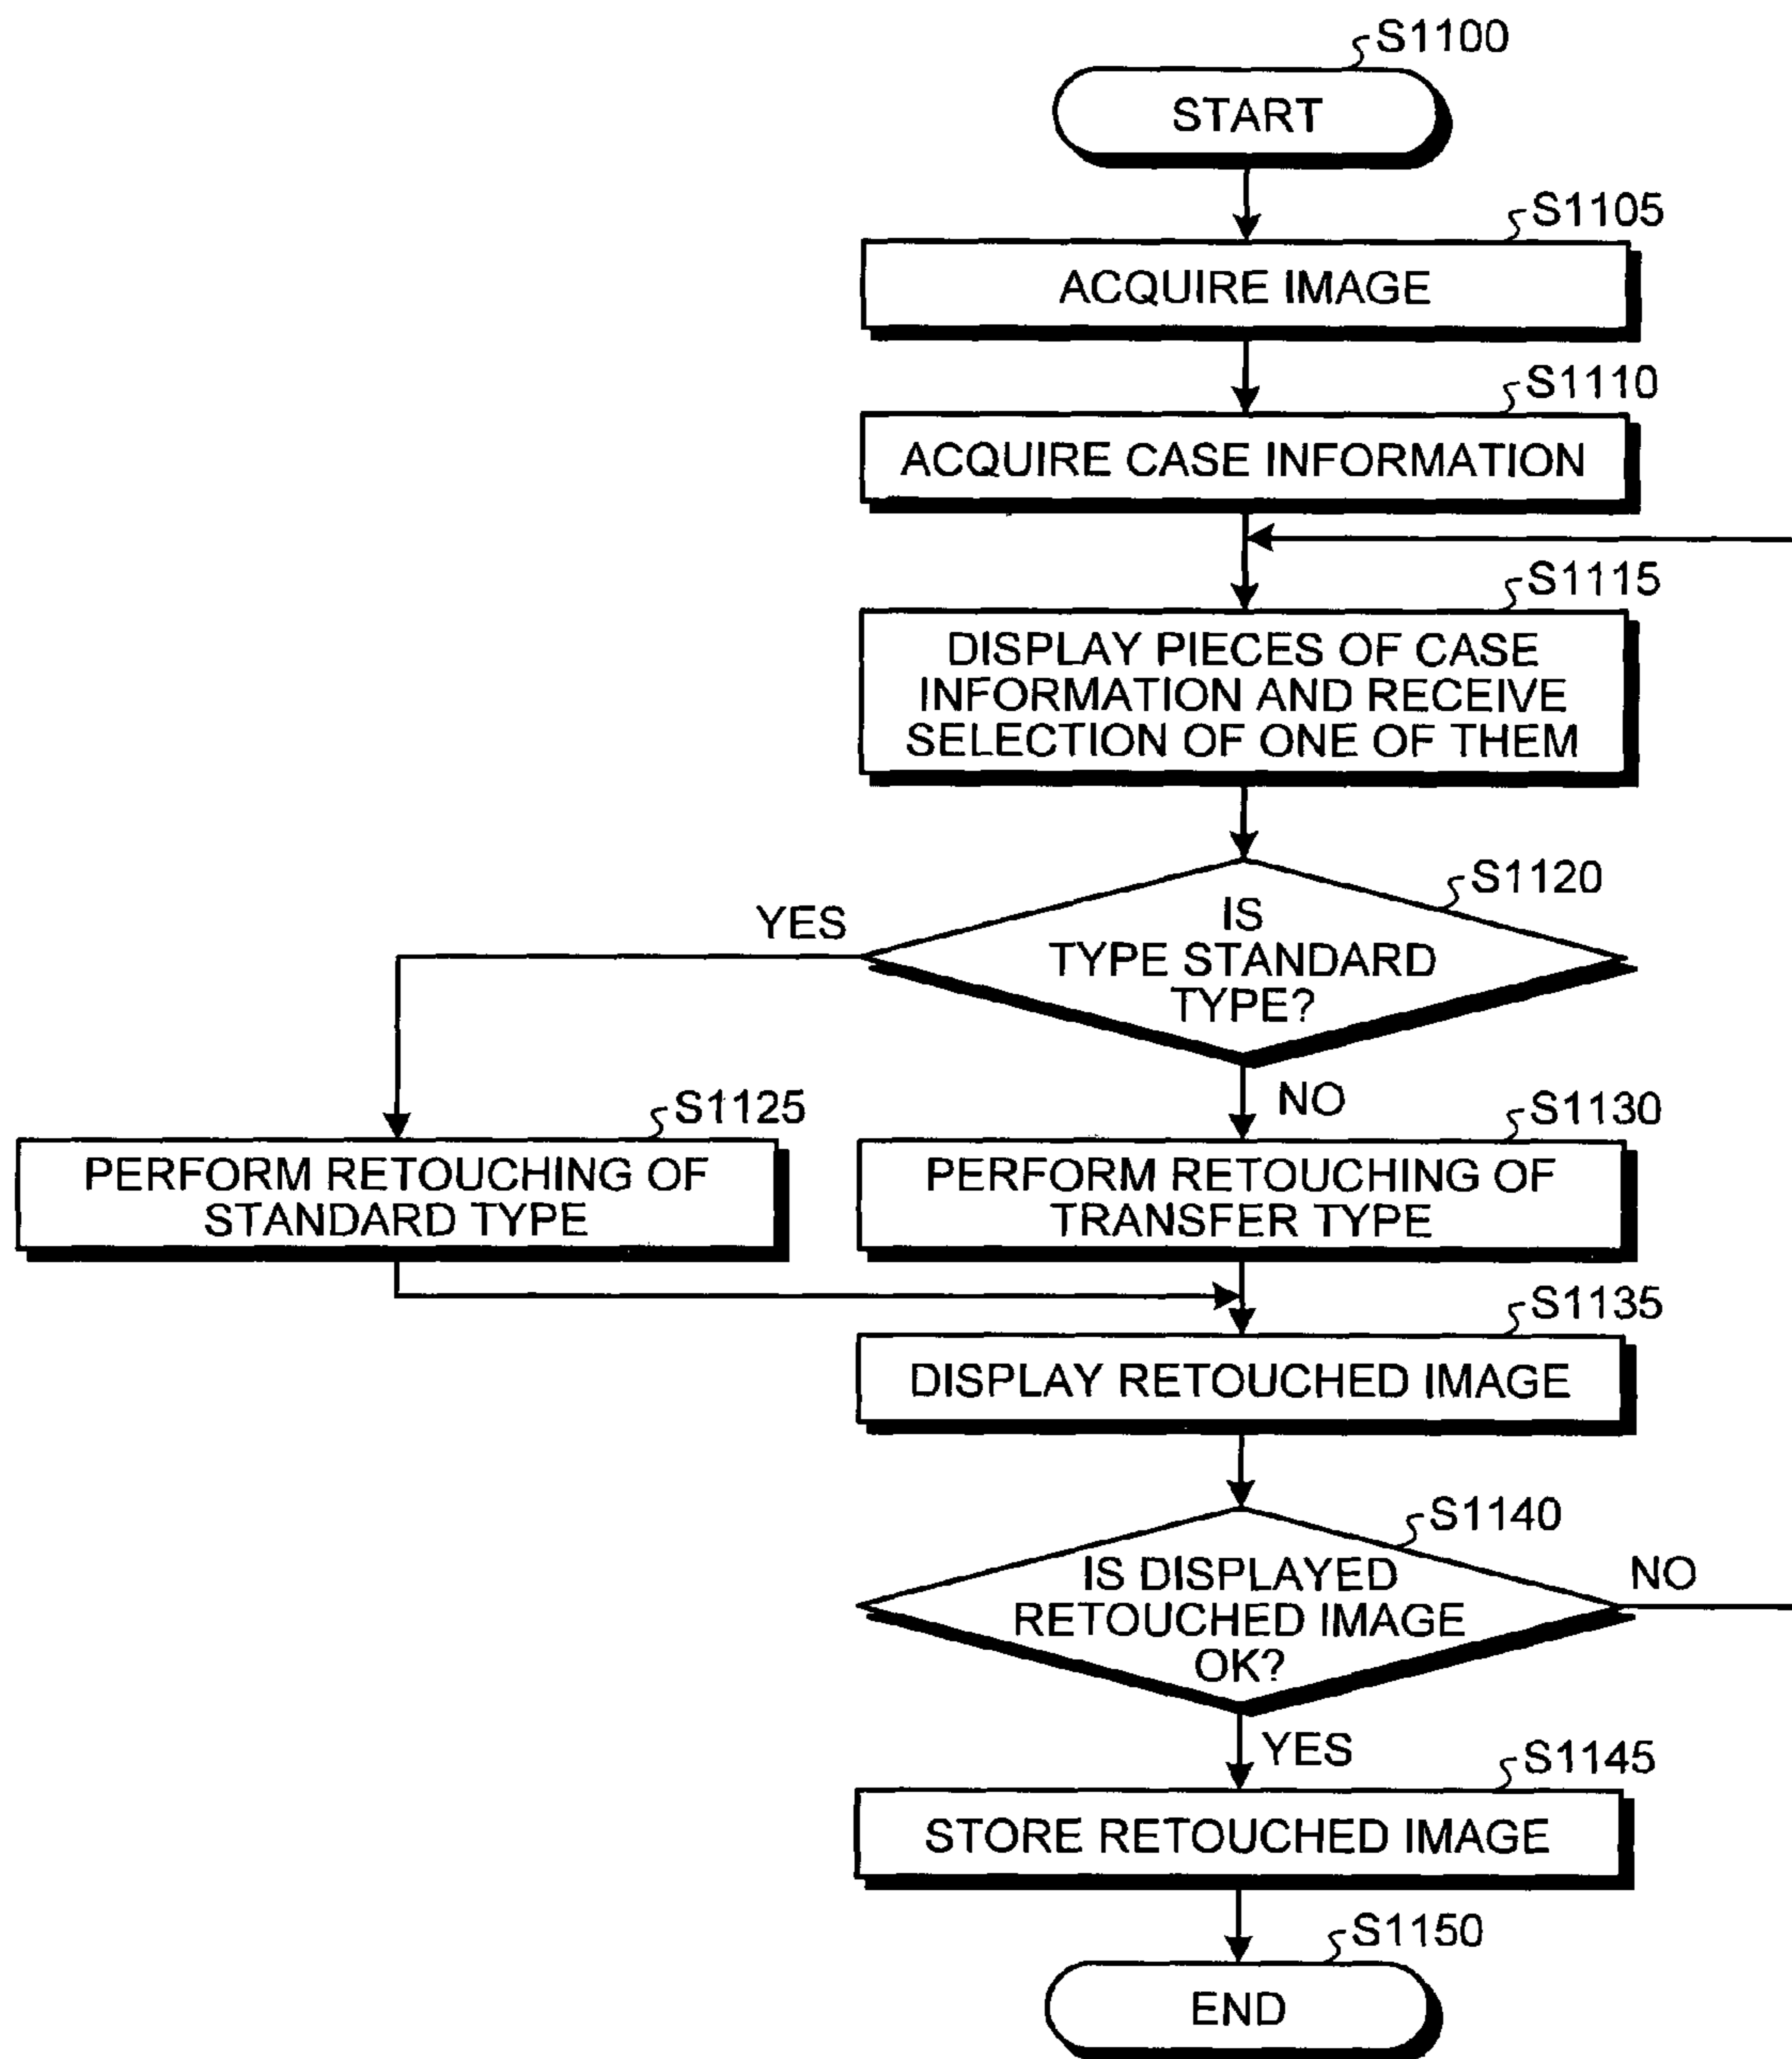 S1100
START
S1105
ACQUIRE IMAGE
S1110
ACQUIRE CASE INFORMATION
S1115
DISPLAY PIECES OF CASE
INFORMATION AND RECEIVE
SELECTION OF ONE OF THEM
S1120
IS
TYPE STANDARD
TYPE?
YES
NO
S1125
PERFORM RETOUCHING OF
STANDARD TYPE
S1130
PERFORM RETOUCHING OF
TRANSFER TYPE
S1135
DISPLAY RETOUCHED IMAGE
S1140
IS DISPLAYED
RETOUCHED IMAGE
OK?
NO
YES
S1145
STORE RETOUCHED IMAGE
S1150
END